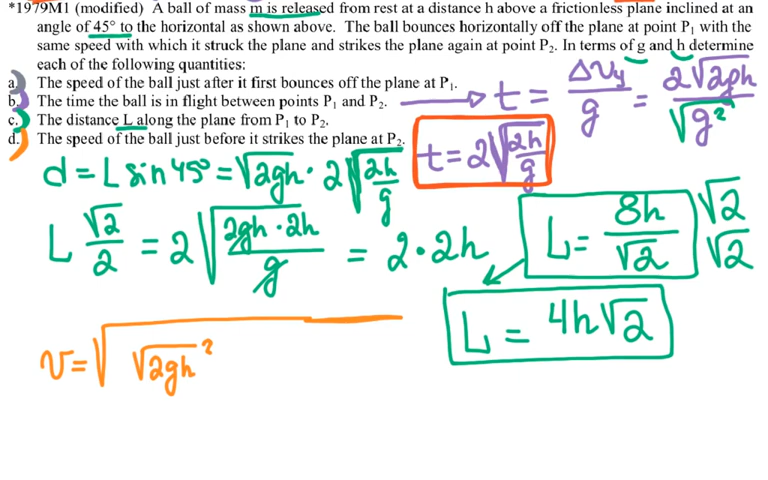 *1979M1 (modified) A ball of mass m is released from rest at a distance h above a frictionless plane inclined at an
angle of 45° to the horizontal as shown above. The ball bounces horizontally off the plane at point P₁ with the
same speed with which it struck the plane and strikes the plane again at point P₂. In terms of g and h determine
each of the following quantities:
a. The speed of the ball just after it first bounces off the plane at P₁.
b. The time the ball is in flight between points P₁ and P₂.
c. The distance L along the plane from P₁ to P₂.
d. The speed of the ball just before it strikes the plane at P₂.
t = Δvy/g = 2√2gh/√g²
t = 2√(2h/g)
d = L sin 45° = √2gh · 2√(2h/g)
L √2/2 = 2√(2gh · 2h/g) = 2 · 2h
L = 8h/√2 √2/√2
L = 4h√2
v = √(√2gh²